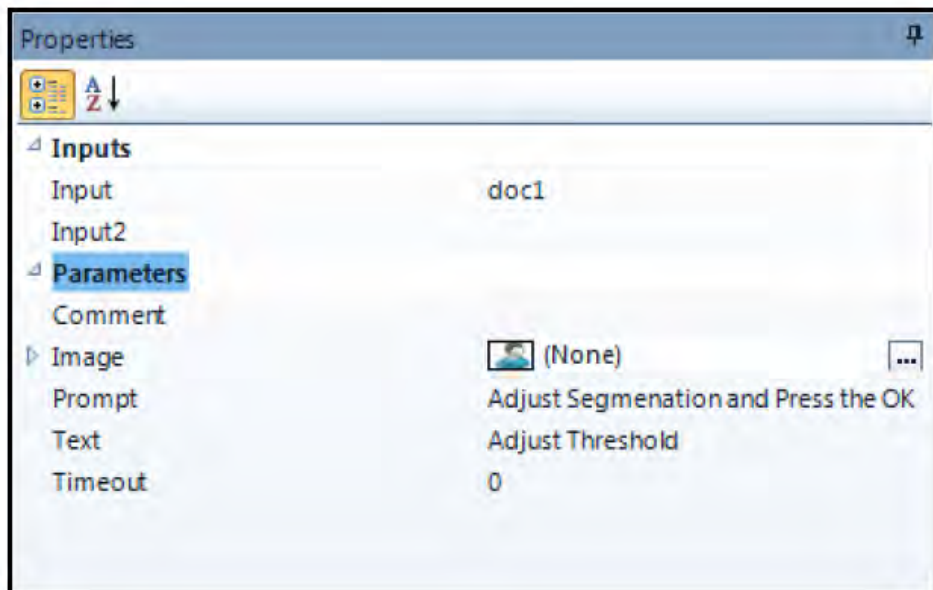 Properties
A
Z
Inputs
Input doc1
Input2
Parameters
Comment
Image (None) ...
Prompt Adjust Segmenation and Press the OK
Text Adjust Threshold
Timeout 0